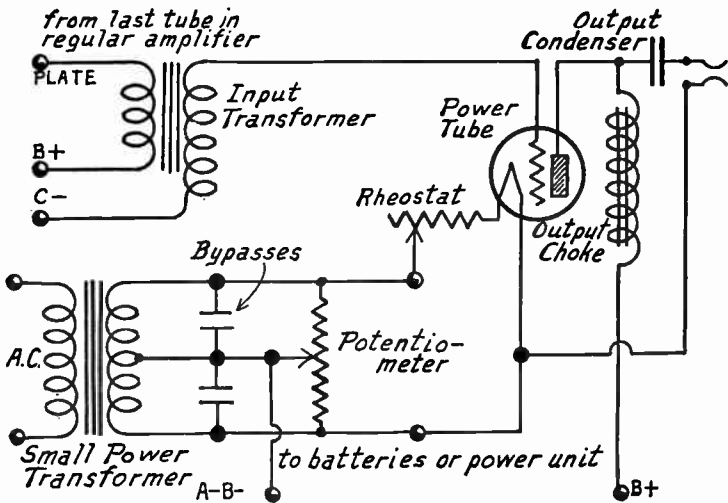 from last tube in
regular amplifier
PLATE
B+
C-
Input
Transformer
Output
Condenser
Power
Tube
Rheostat
Output
Choke
Bypasses
A.C.
Potentio-
meter
Small Power
Transformer
to batteries or power unit
A-B-
B+